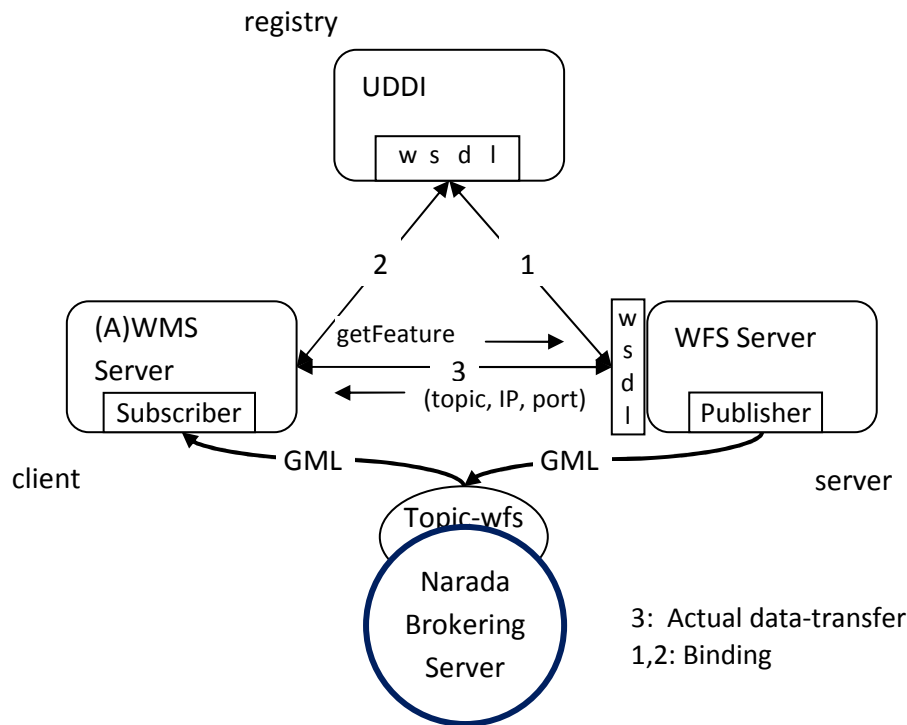 registry
UDDI
w s d l
2
1
(A)WMS
Server
Subscriber
getFeature
3
(topic, IP, port)
w
s
d
l
WFS Server
Publisher
client
GML
GML
server
Topic-wfs
Narada
Brokering
Server
3: Actual data-transfer
1,2: Binding